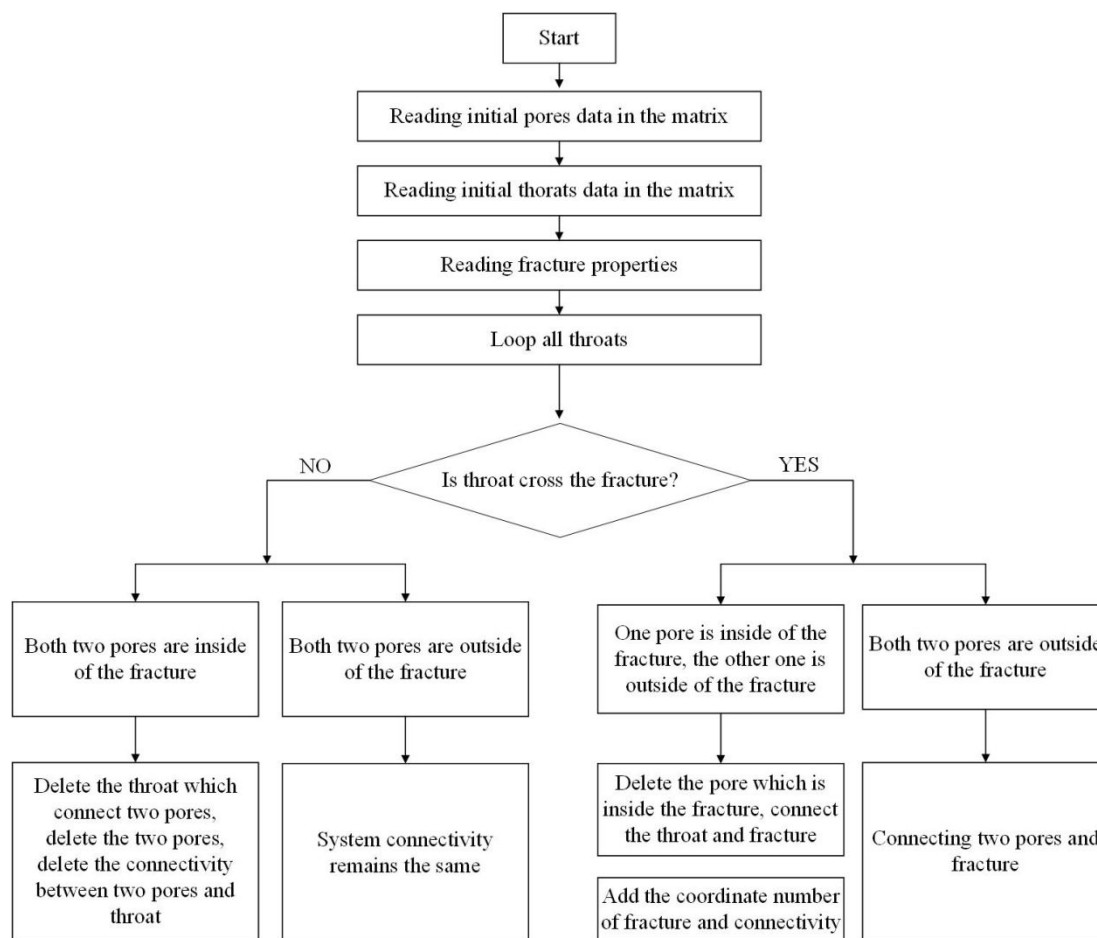 Start
Reading initial pores data in the matrix
Reading initial thorats data in the matrix
Reading fracture properties
Loop all throats
Is throat cross the fracture?
NO
YES
Both two pores are inside
of the fracture
Both two pores are outside
of the fracture
One pore is inside of the
fracture, the other one is
outside of the fracture
Both two pores are outside
of the fracture
Delete the throat which
connect two pores,
delete the two pores,
delete the connectivity
between two pores and
throat
System connectivity
remains the same
Delete the pore which is
inside the fracture, connect
the throat and fracture
Add the coordinate number
of fracture and connectivity
Connecting two pores and
fracture